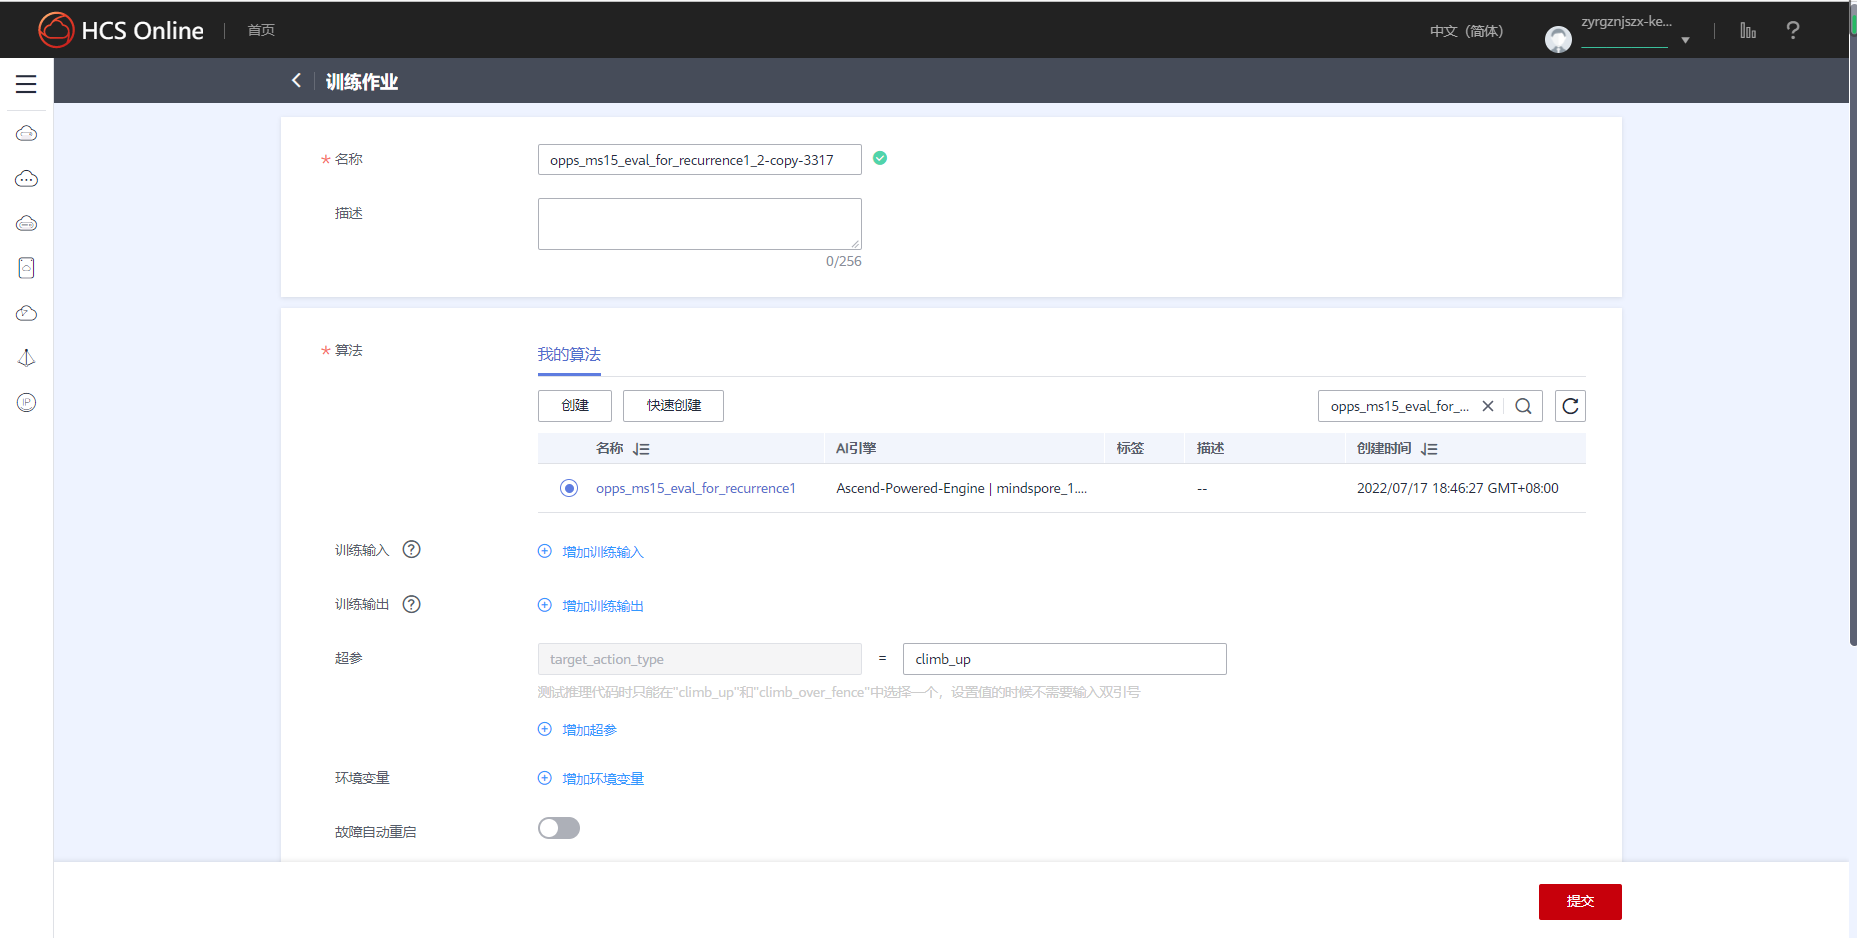 HCS Online
首页
中文（简体）
zyrgznjszx-ke...
训练作业
* 名称
opps_ms15_eval_for_recurrence1_2-copy-3317
描述
0/256
* 算法
我的算法
创建
快速创建
opps_ms15_eval_for_...
名称
AI引擎
标签
描述
创建时间
opps_ms15_eval_for_recurrence1
Ascend-Powered-Engine | mindspore_1....
--
2022/07/17 18:46:27 GMT+08:00
训练输入 ?
增加训练输入
训练输出 ?
增加训练输出
超参
target_action_type
=
climb_up
测试推理代码时只能在"climb_up"和"climb_over_fence"中选择一个，设置值的时候不需要输入双引号
增加超参
环境变量
增加环境变量
故障自动重启
提交
IP